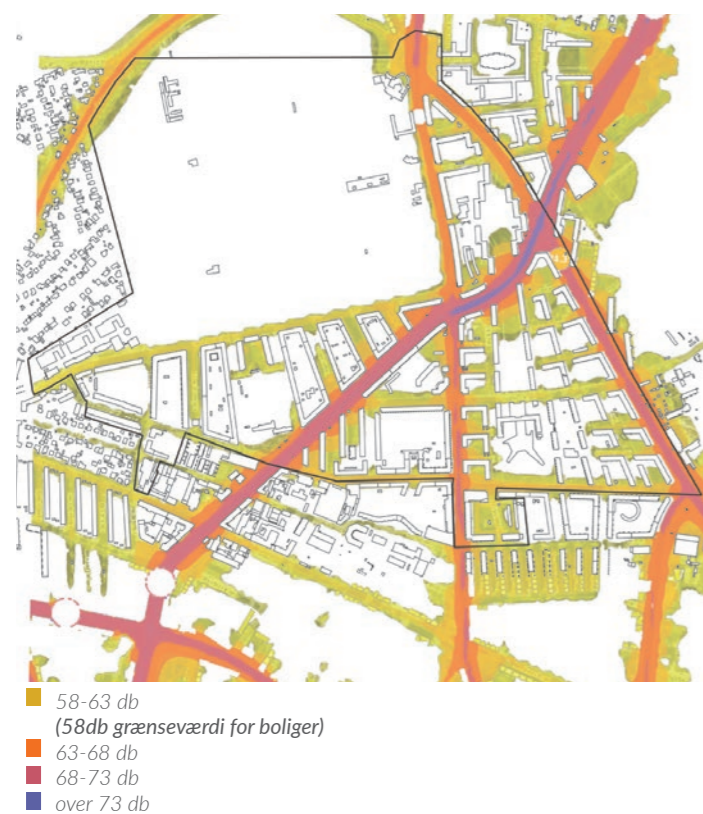 58-63 db
(58db grænseværdi for boliger)
63-68 db
68-73 db
over 73 db